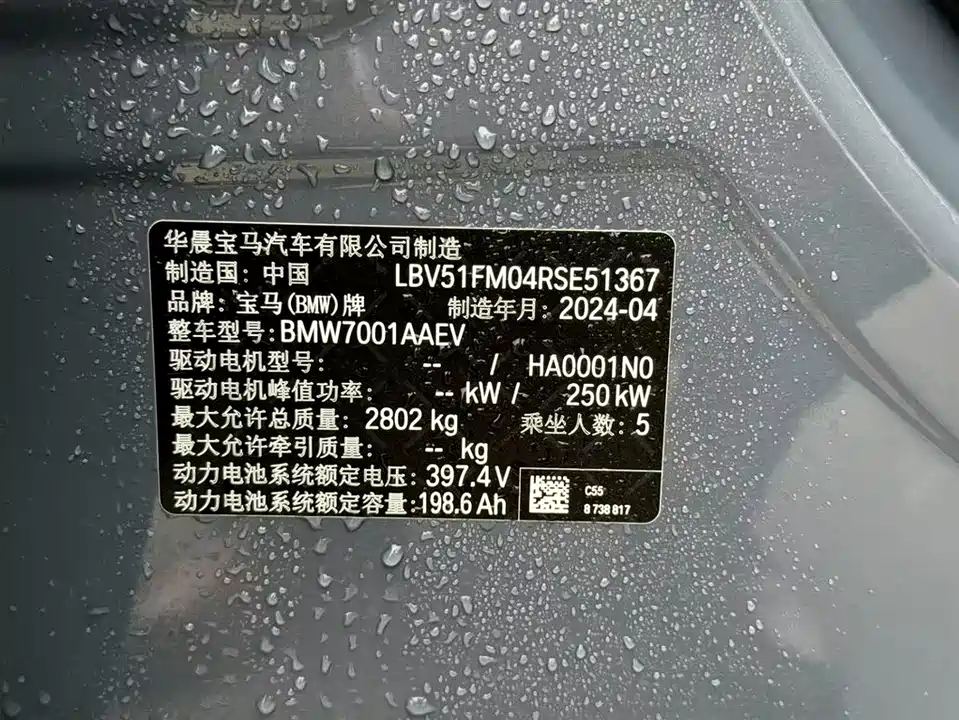 华晨宝马汽车有限公司制造
制造国: 中国 LBV51FM04RSE51367
品牌: 宝马(BMW)牌 制造年月: 2024-04
整车型号: BMW7001AAEV
驱动电机型号: -- / HA0001N0
驱动电机峰值功率: -- kW / 250 kW
最大允许总质量: 2802 kg 乘坐人数: 5
最大允许牵引质量: -- kg
动力电池系统额定电压: 397.4 V
动力电池系统额定容量: 198.6 Ah
C55
8 738 817